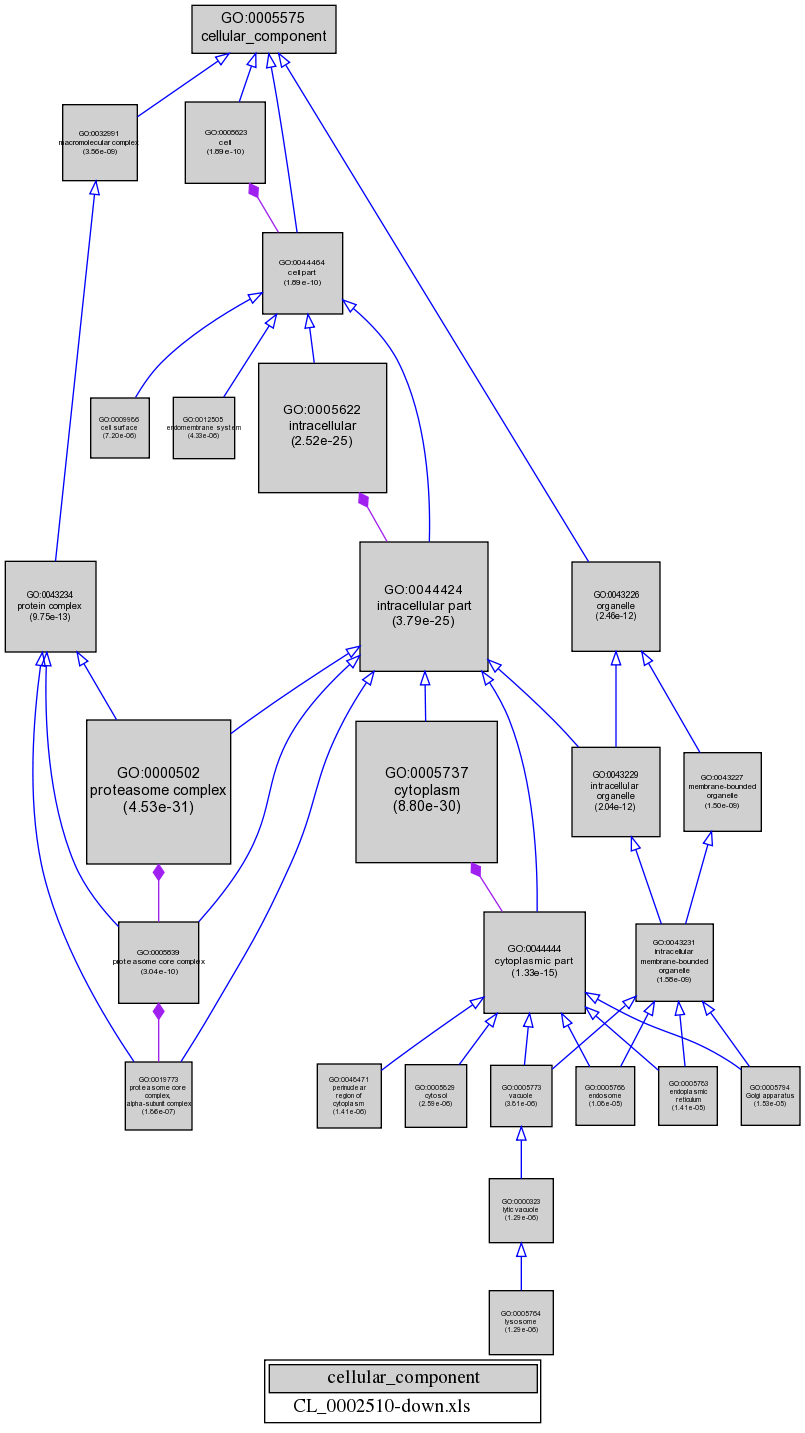 GO:0005575
cellular_component
GO:0032991
macromolecular complex
(3.56e-09)
GO:0005623
cell
(1.89e-10)
GO:0044464
cell part
(1.89e-10)
GO:0009986
cell surface
(7.20e-06)
GO:0012505
endomembrane system
(4.33e-06)
GO:0005622
intracellular
(2.52e-25)
GO:0043234
protein complex
(9.75e-13)
GO:0044424
intracellular part
(3.79e-25)
GO:0043226
organelle
(2.46e-12)
GO:0000502
proteasome complex
(4.53e-31)
GO:0005737
cytoplasm
(8.80e-30)
GO:0043229
intracellular
organelle
(2.04e-12)
GO:0043227
membrane-bounded
organelle
(1.50e-09)
GO:0005839
proteasome core complex
(3.04e-10)
GO:0044444
cytoplasmic part
(1.33e-15)
GO:0043231
intracellular
membrane-bounded
organelle
(1.58e-09)
GO:0019773
proteasome core
complex,
alpha-subunit complex
(1.66e-07)
GO:0048471
perinuclear
region of
cytoplasm
(1.41e-06)
GO:0005829
cytosol
(2.59e-06)
GO:0005773
vacuole
(3.61e-06)
GO:0005768
endosome
(1.08e-05)
GO:0005783
endoplasmic
reticulum
(1.41e-05)
GO:0005794
Golgi apparatus
(1.53e-05)
GO:0000323
lytic vacuole
(1.29e-06)
GO:0005764
lysosome
(1.29e-06)
cellular_component
CL_0002510-down.xls